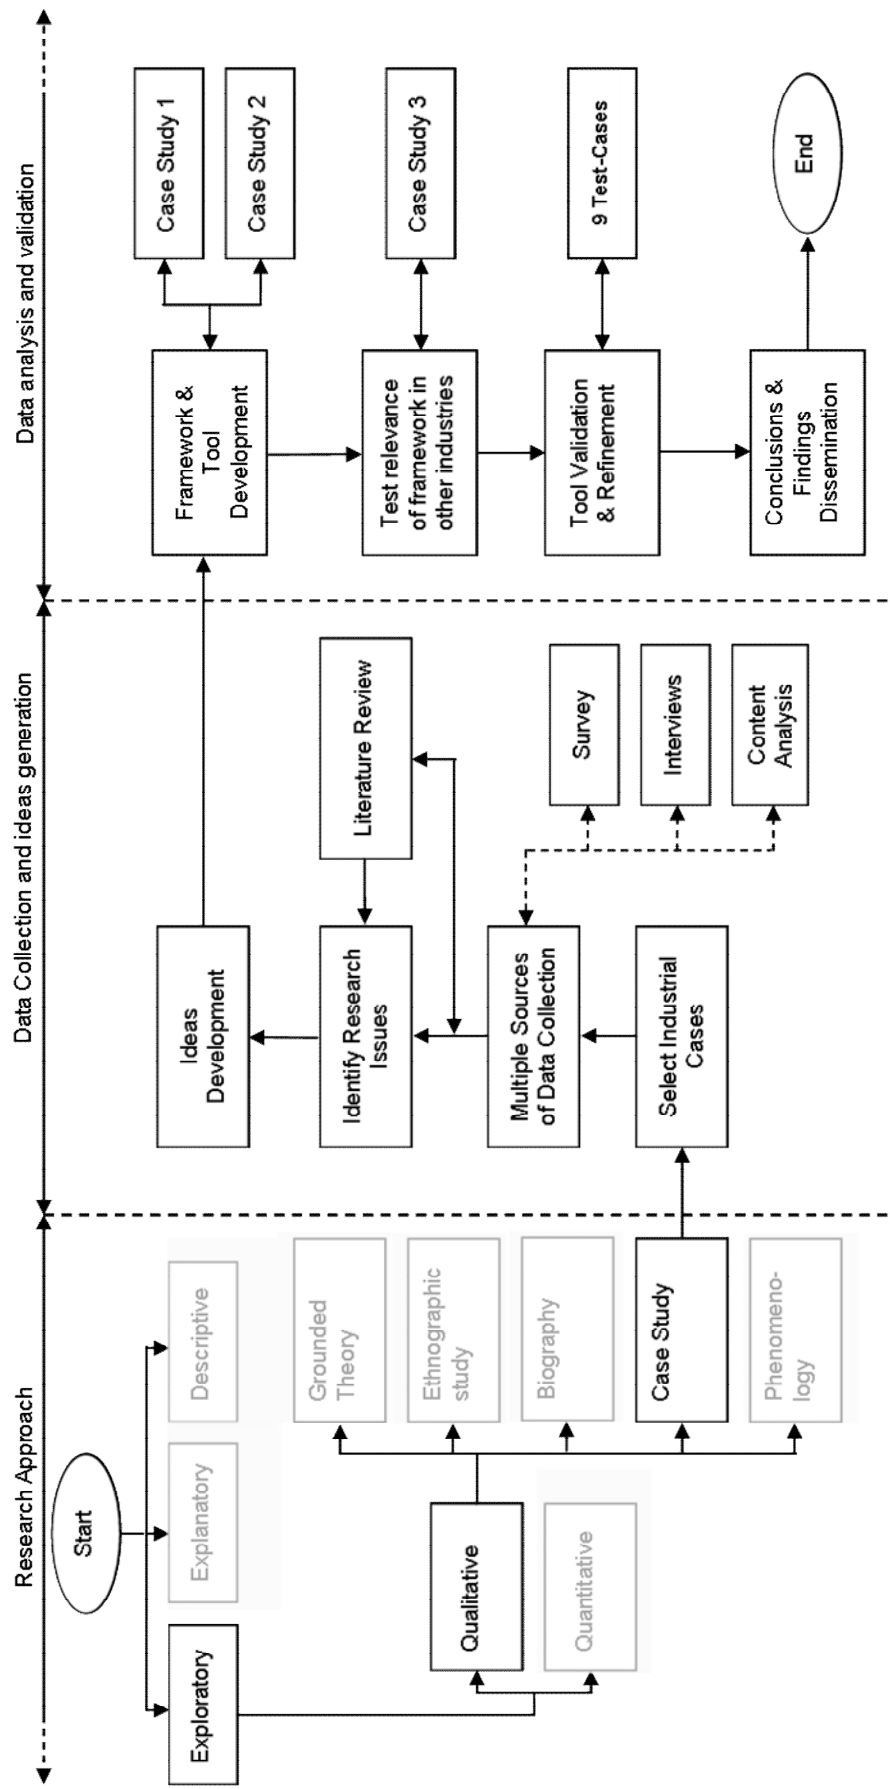 Research Approach
Start
Exploratory
Explanatory
Descriptive
Qualitative
Quantitative
Grounded
Theory
Ethnographic
study
Biography
Case Study
Phenomeno-
logy
Data Collection and ideas generation
Ideas
Development
Identify Research
Issues
Literature Review
Multiple Sources
of Data Collection
Select Industrial
Cases
Survey
Interviews
Content
Analysis
Data analysis and validation
Framework &
Tool
Development
Case Study 1
Case Study 2
Test relevance
of framework in
other industries
Case Study 3
Tool Validation
& Refinement
9 Test-Cases
Conclusions &
Findings
Dissemination
End